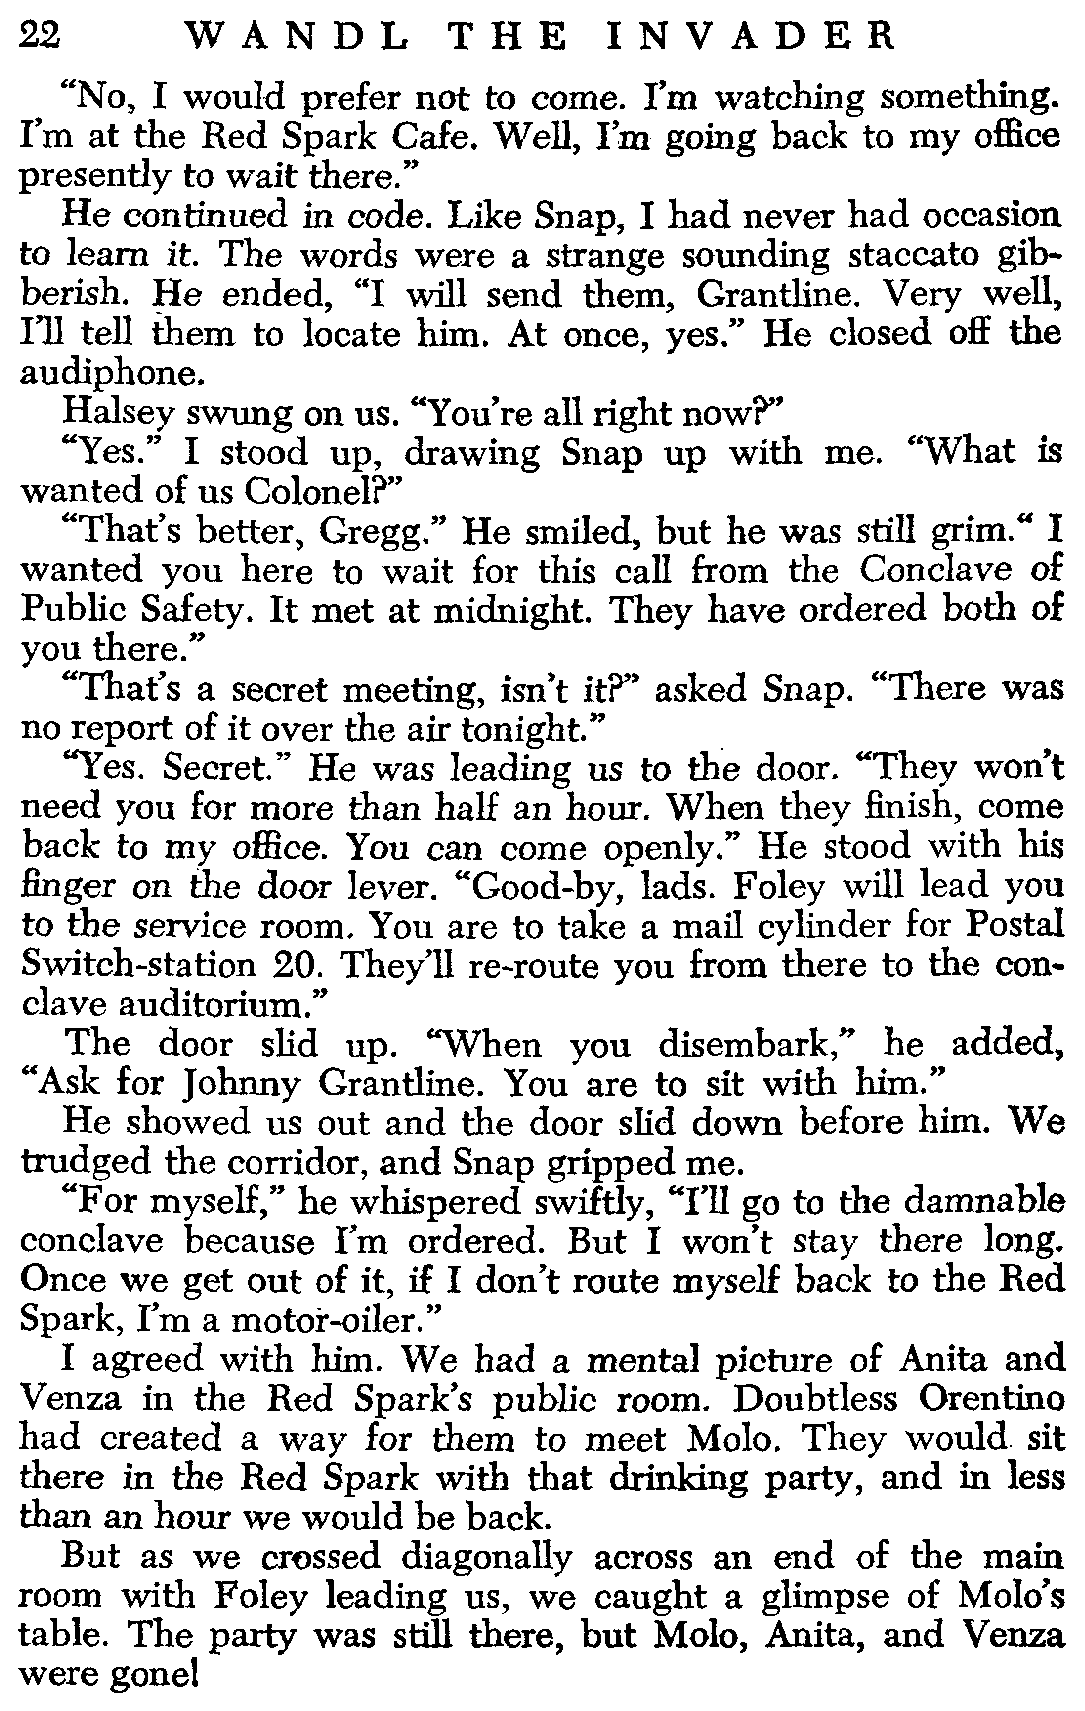 22 WANDL THE INVADER
“No, I would prefer not to come. I’m watching something.
I’m at the Red Spark Cafe. Well, I’m going back to my office
presently to wait there.”
He continued in code. Like Snap, I had never had occasion
to learn it. The words were a strange sounding staccato gib-
berish. He ended, “I will send them, Grantline. Very well,
I’ll tell them to locate him. At once, yes.” He closed off the
audiphone.
Halsey swung on us. “You’re all right now?”
“Yes.” I stood up, drawing Snap up with me. “What is
wanted of us Colonel?”
“That’s better, Gregg.” He smiled, but he was still grim.“ I
wanted you here to wait for this call from the Conclave of
Public Safety. It met at midnight. They have ordered both of
you there.”
“That’s a secret meeting, isn’t it?” asked Snap. “There was
no report of it over the air tonight.”
“Yes. Secret.” He was leading us to the door. “They won’t
need you for more than half an hour. When they finish, come
back to my office. You can come openly.” He stood with his
finger on the door lever. “Good-by, lads. Foley will lead you
to the service room. You are to take a mail cylinder for Postal
Switch-station 20. They’ll re-route you from there to the con-
clave auditorium.”
The door slid up. “When you disembark,” he added,
“Ask for Johnny Grantline. You are to sit with him.”
He showed us out and the door slid down before him. We
trudged the corridor, and Snap gripped me.
“For myself,” he whispered swiftly, “I’ll go to the damnable
conclave because I’m ordered. But I won’t stay there long.
Once we get out of it, if I don’t route myself back to the Red
Spark, I’m a motor-oiler.”
I agreed with him. We had a mental picture of Anita and
Venza in the Red Spark’s public room. Doubtless Orentino
had created a way for them to meet Molo. They would sit
there in the Red Spark with that drinking party, and in less
than an hour we would be back.
But as we crossed diagonally across an end of the main
room with Foley leading us, we caught a glimpse of Molo’s
table. The party was still there, but Molo, Anita, and Venza
were gone!